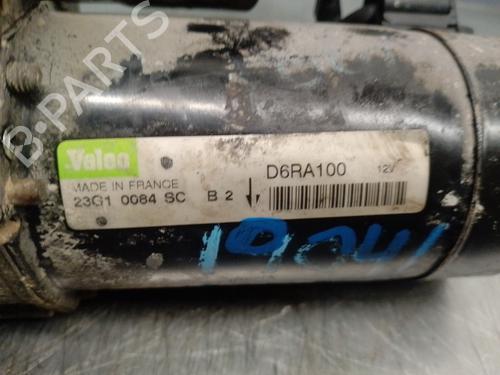 B-PARTS
Valeo
D6RA100 12V
MADE IN FRANCE
23G1 0084 SC B 2